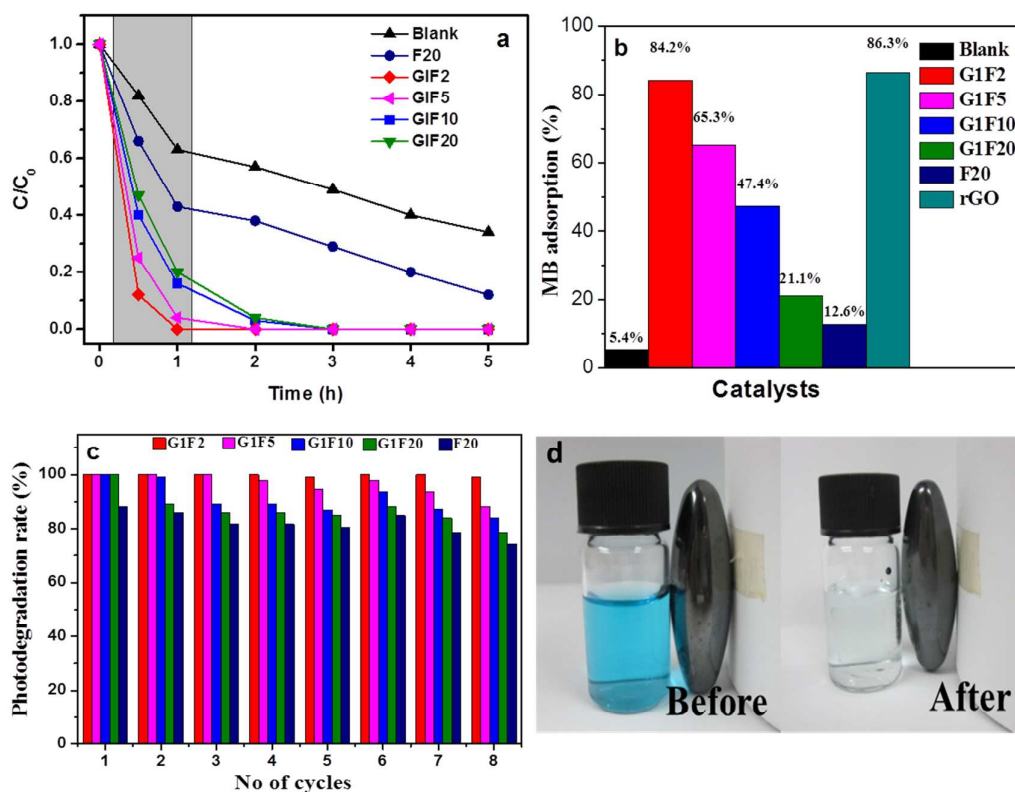 a
Blank
F20
GIF2
GIF5
GIF10
GIF20
C/C0
1.0
0.8
0.6
0.4
0.2
0.0
0 1 2 3 4 5
Time (h)
b
MB adsorption (%)
100
80
60
40
20
0
5.4%
84.2%
65.3%
47.4%
21.1%
12.6%
86.3%
Blank
G1F2
G1F5
G1F10
G1F20
F20
rGO
Catalysts
c
G1F2 G1F5 G1F10 G1F20 F20
Photodegradation rate (%)
100
80
60
40
20
0
1 2 3 4 5 6 7 8
No of cycles
d
Before
After